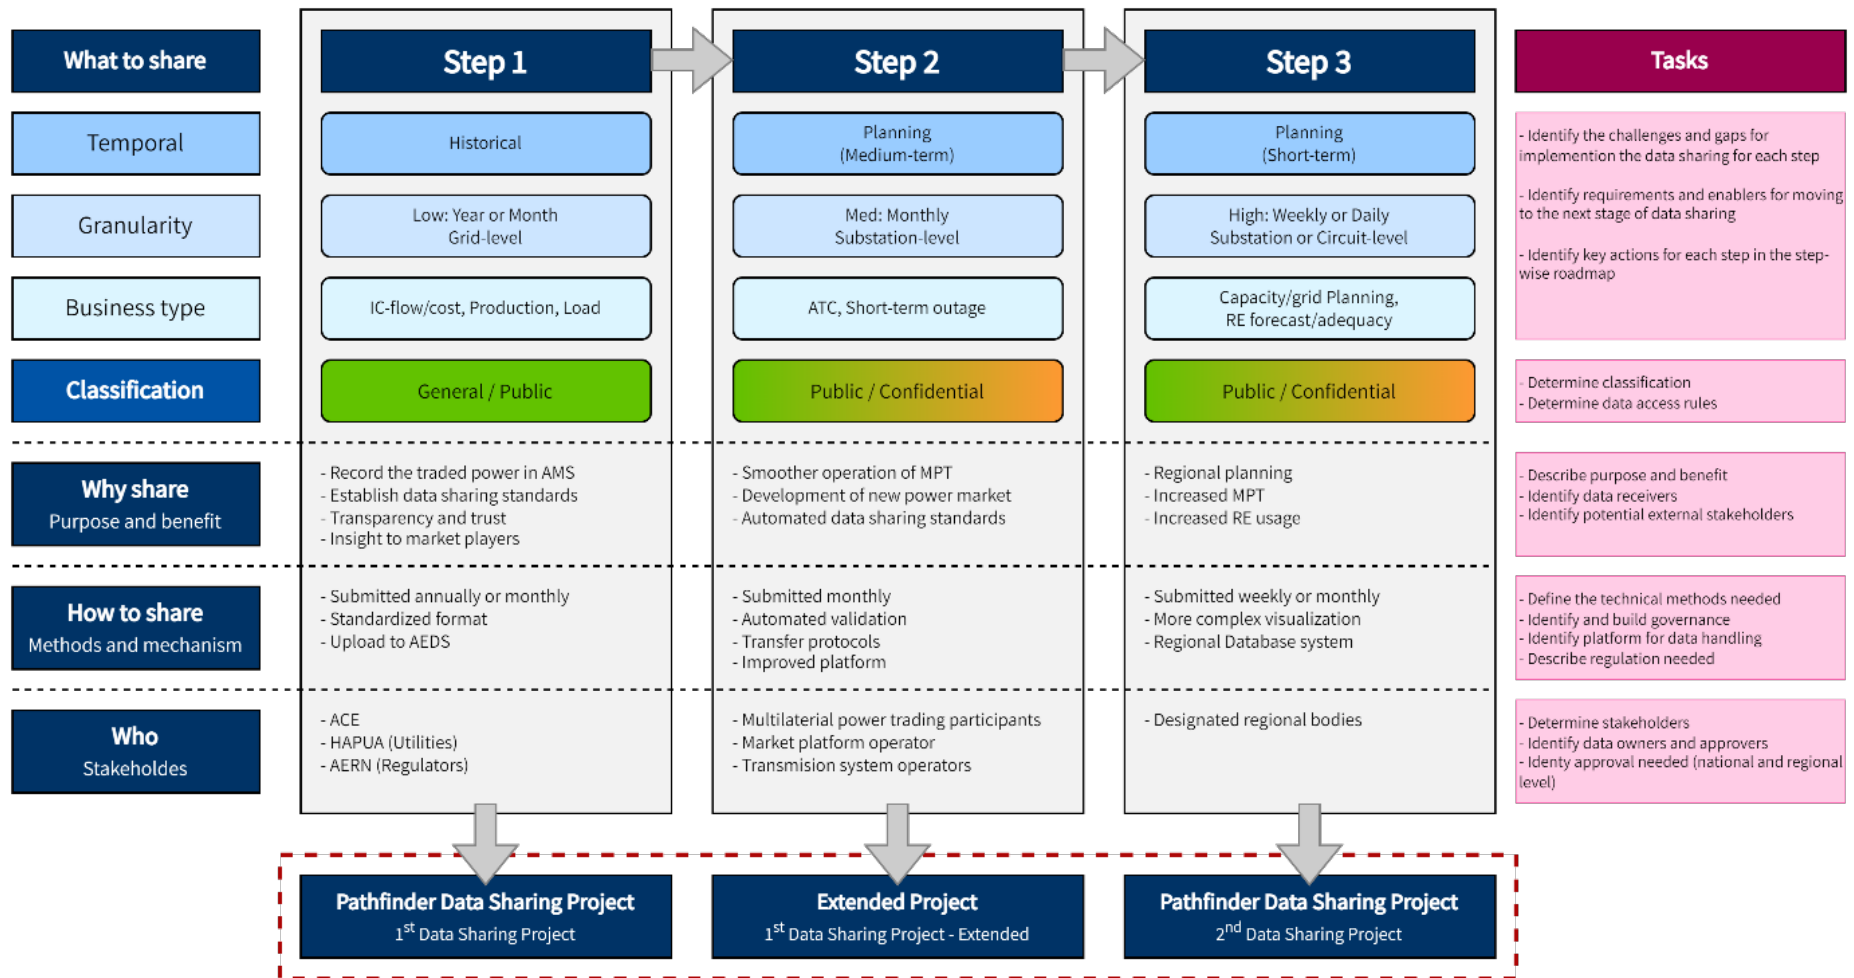 What to share
Step 1
Step 2
Step 3
Tasks
Temporal
Historical
Planning
(Medium-term)
Planning
(Short-term)
- Identify the challenges and gaps for
implemention the data sharing for each step
- Identify requirements and enablers for moving
to the next stage of data sharing
- Identify key actions for each step in the step-
wise roadmap
Granularity
Low: Year or Month
Grid-level
Med: Monthly
Substation-level
High: Weekly or Daily
Substation or Circuit-level
Business type
IC-flow/cost, Production, Load
ATC, Short-term outage
Capacity/grid Planning,
RE forecast/adequacy
Classification
General / Public
Public / Confidential
Public / Confidential
- Determine classification
- Determine data access rules
Why share
Purpose and benefit
- Record the traded power in AMS
- Establish data sharing standards
- Transparency and trust
- Insight to market players
- Smoother operation of MPT
- Development of new power market
- Automated data sharing standards
- Regional planning
- Increased MPT
- Increased RE usage
- Describe purpose and benefit
- Identify data receivers
- Identify potential external stakeholders
How to share
Methods and mechanism
- Submitted annually or monthly
- Standardized format
- Upload to AEDS
- Submitted monthly
- Automated validation
- Transfer protocols
- Improved platform
- Submitted weekly or monthly
- More complex visualization
- Regional Database system
- Define the technical methods needed
- Identify and build governance
- Identify platform for data handling
- Describe regulation needed
Who
Stakeholdes
- ACE
- HAPUA (Utilities)
- AERN (Regulators)
- Multilaterial power trading participants
- Market platform operator
- Transmision system operators
- Designated regional bodies
- Determine stakeholders
- Identify data owners and approvers
- Identy approval needed (national and regional
level)
Pathfinder Data Sharing Project
1st Data Sharing Project
Extended Project
1st Data Sharing Project - Extended
Pathfinder Data Sharing Project
2nd Data Sharing Project